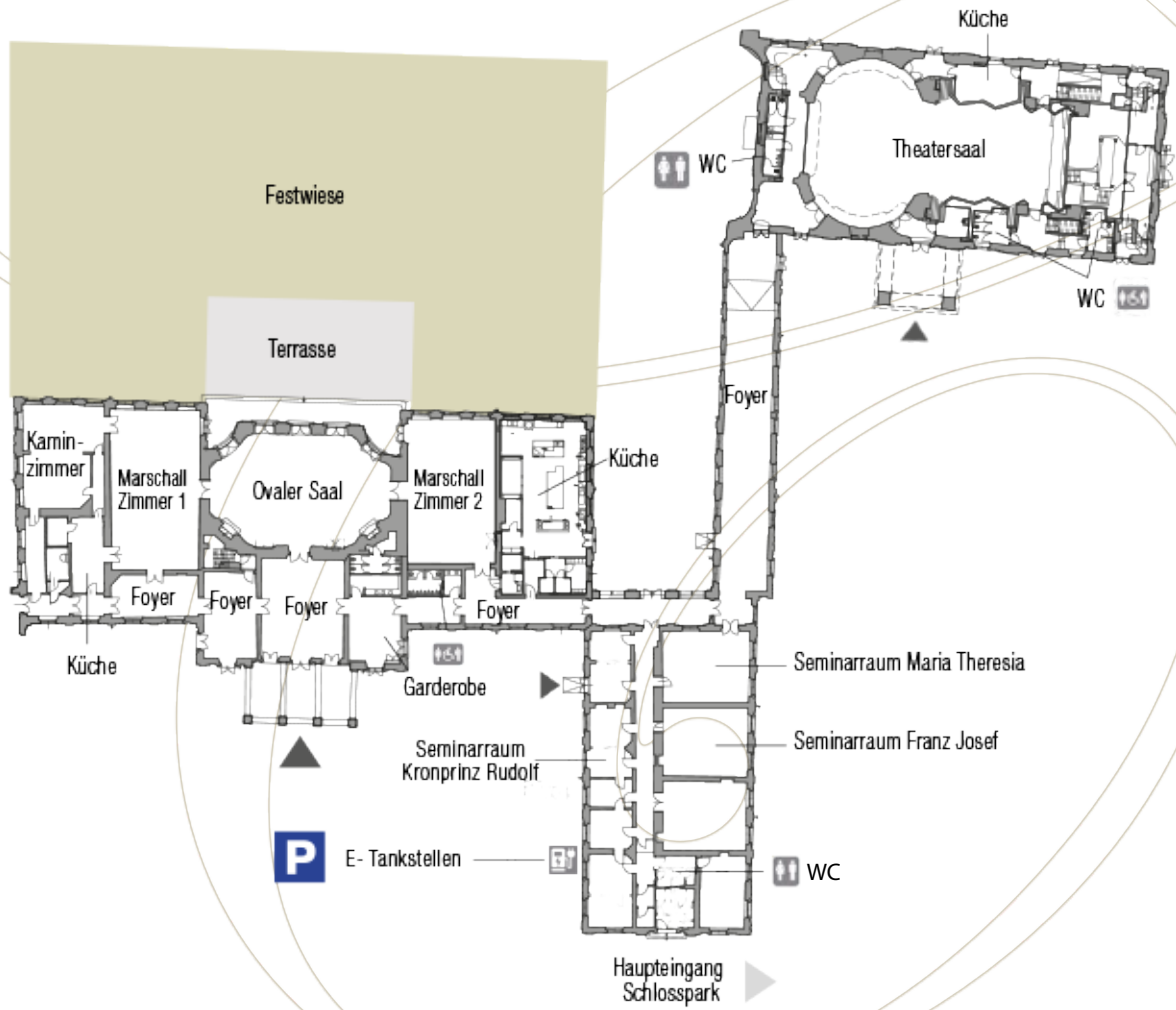 Küche
WC
Theatersaal
Festwiese
WC
Terrasse
Foyer
Kamin-
zimmer
Marschall
Zimmer 1
Ovaler Saal
Marschall
Zimmer 2
Küche
Foyer
Foyer
Foyer
Foyer
Küche
Garderobe
Seminarraum Maria Theresia
Seminarraum
Kronprinz Rudolf
Seminarraum Franz Josef
P
E- Tankstellen
WC
Haupteingang
Schlosspark